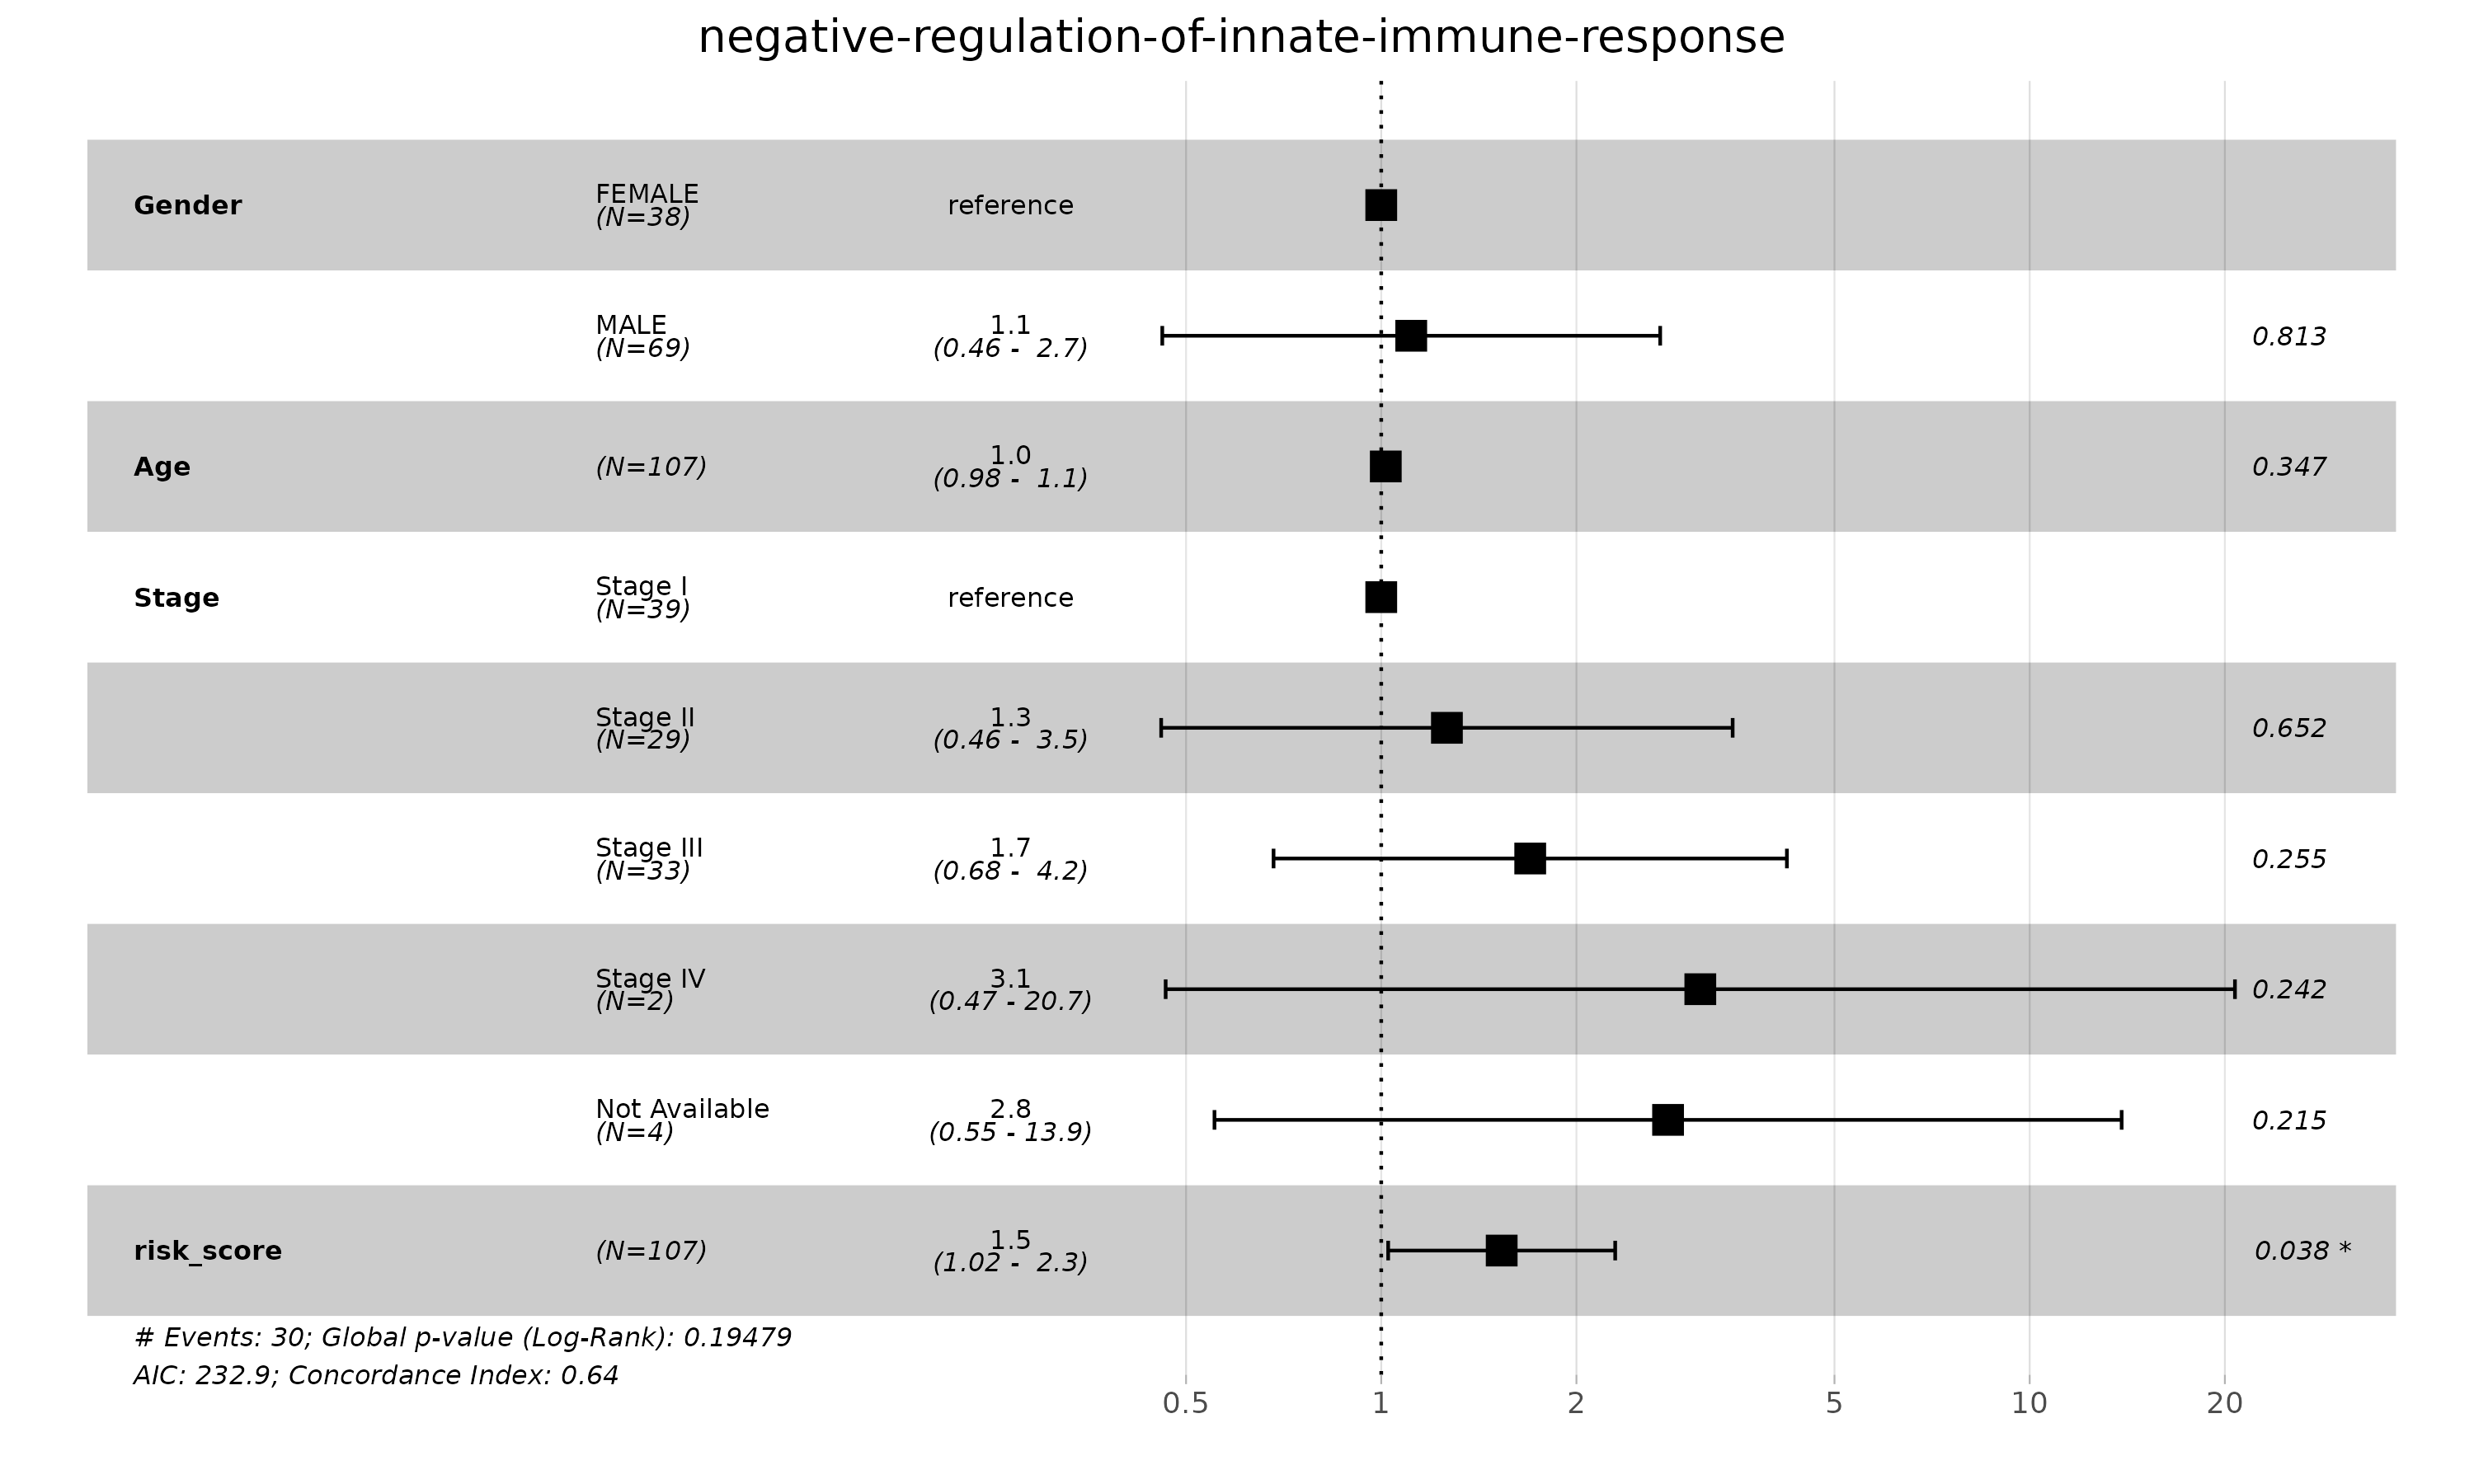 negative-regulation-of-innate-immune-response
Gender
FEMALE
(N=38)
reference
MALE
(N=69)
1.1
(0.46 - 2.7)
0.813
Age
(N=107)
1.0
(0.98 - 1.1)
0.347
Stage
Stage I
(N=39)
reference
Stage II
(N=29)
1.3
(0.46 - 3.5)
0.652
Stage III
(N=33)
1.7
(0.68 - 4.2)
0.255
Stage IV
(N=2)
3.1
(0.47 - 20.7)
0.242
Not Available
(N=4)
2.8
(0.55 - 13.9)
0.215
risk_score
(N=107)
1.5
(1.02 - 2.3)
0.038 *
# Events: 30; Global p-value (Log-Rank): 0.19479
AIC: 232.9; Concordance Index: 0.64
0.5 1 2 5 10 20